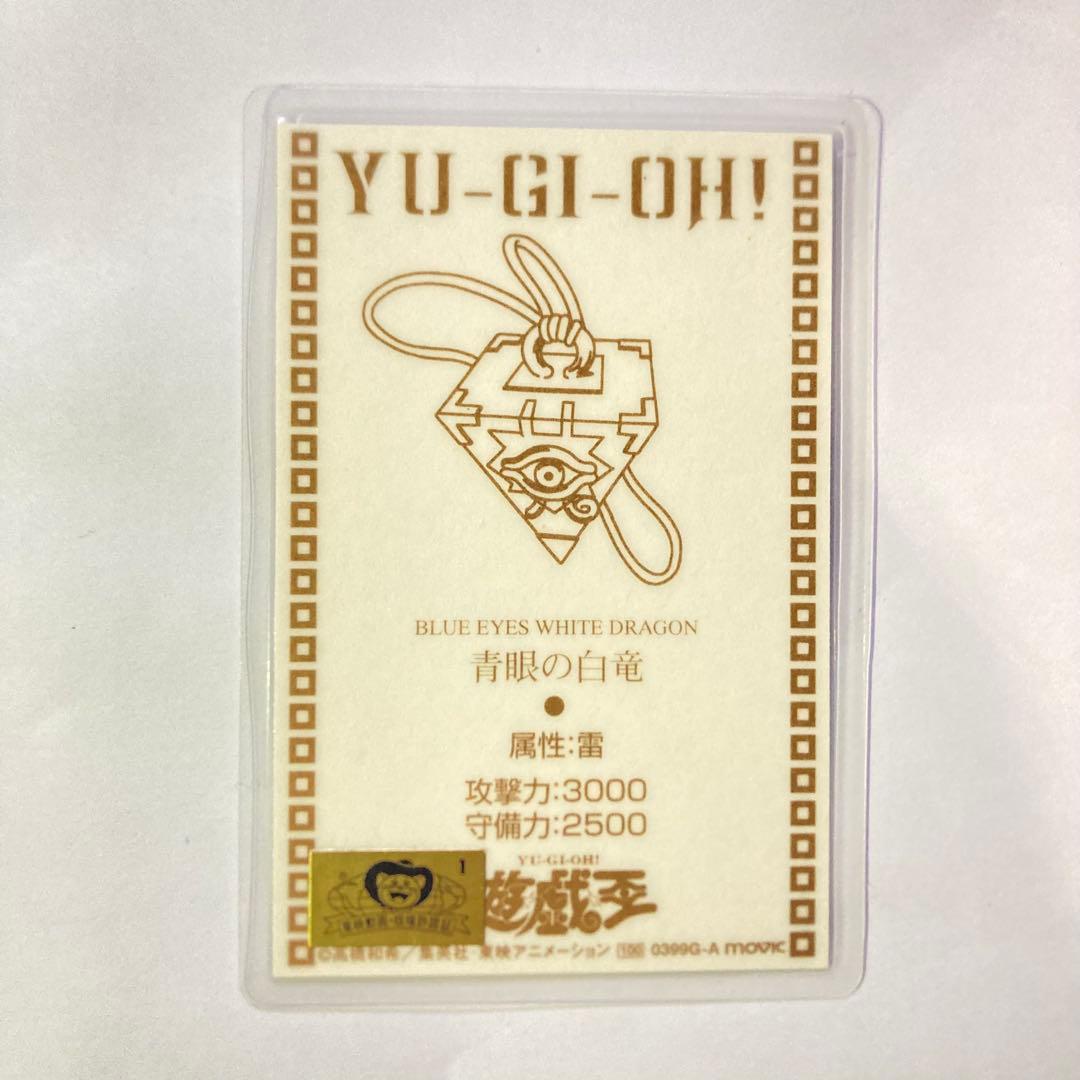 YU-GI-OH!
BLUE EYES WHITE DRAGON
青眼の白竜
属性:雷
攻撃力:3000
守備力:2500
YU-GI-OH!
遊戯王
1
©高橋和希/集英社・東映アニメーション 100 0399G-A movic